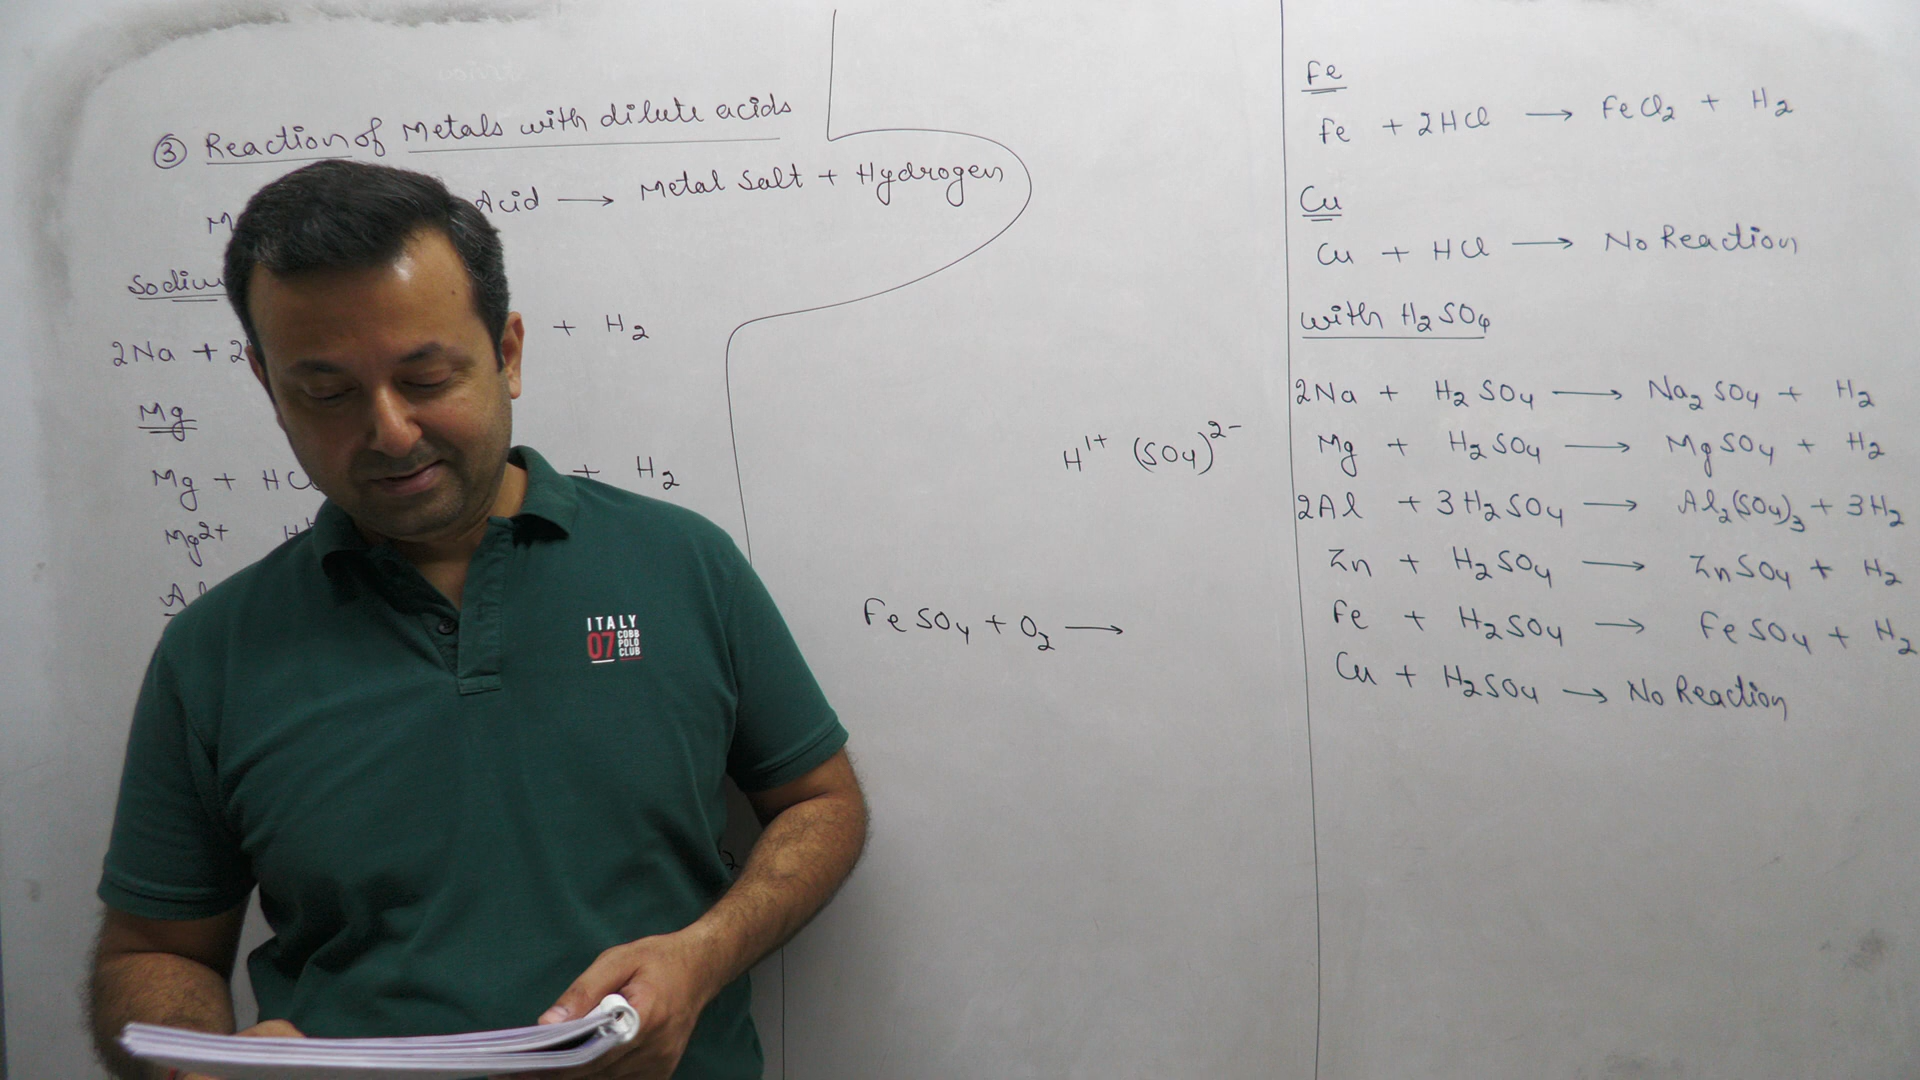 ③ Reaction of Metals with dilute acids
Acid → Metal Salt + Hydrogen
2Na + 2 + H₂
Mg
Mg + HC + H₂
Mg²⁺ H
Al
H¹⁺ (SO₄)²⁻
FeSO₄ + O₂ →
Fe
Fe + 2HCl → FeCl₂ + H₂
Cu
Cu + HCl → No Reaction
with H₂SO₄
2Na + H₂SO₄ → Na₂SO₄ + H₂
Mg + H₂SO₄ → MgSO₄ + H₂
2Al + 3H₂SO₄ → Al₂(SO₄)₃ + 3H₂
Zn + H₂SO₄ → ZnSO₄ + H₂
Fe + H₂SO₄ → FeSO₄ + H₂
Cu + H₂SO₄ → No Reaction
ITALY
07 COBB
POLO
CLUB